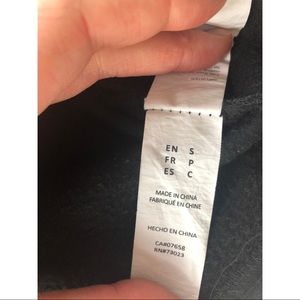 EN S
FR P
ES C
MADE IN CHINA
FABRIQUÉ EN CHINE
HECHO EN CHINA
CA#07658
RN#73023